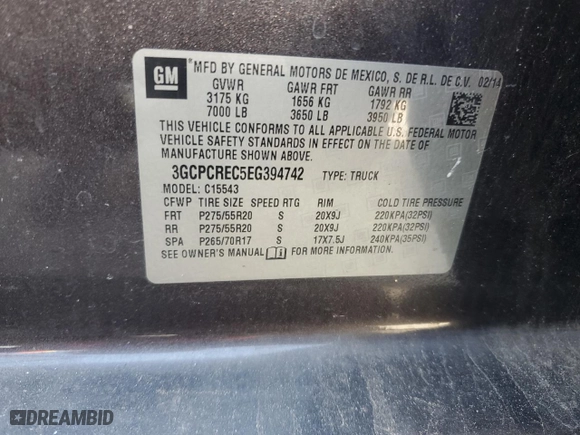 GM
MFD BY GENERAL MOTORS DE MEXICO, S. DE R.L. DE C.V. 02/14
GVWR GAWR FRT GAWR RR
3175 KG 1656 KG 1792 KG
7000 LB 3650 LB 3950 LB
THIS VEHICLE CONFORMS TO ALL APPLICABLE U.S. FEDERAL MOTOR
VEHICLE SAFETY STANDARDS IN EFFECT ON THE DATE OF
MANUFACTURE SHOWN ABOVE.
3GCPCREC5EG394742 TYPE: TRUCK
MODEL: C15543
CFWP TIRE SIZE SPEED RTG RIM COLD TIRE PRESSURE
FRT P275/55R20 S 20X9J 220KPA(32PSI)
RR P275/55R20 S 20X9J 220KPA(32PSI)
SPA P265/70R17 S 17X7.5J 240KPA(35PSI)
SEE OWNER'S MANUAL FOR MORE INFORMATION
DREAMBID